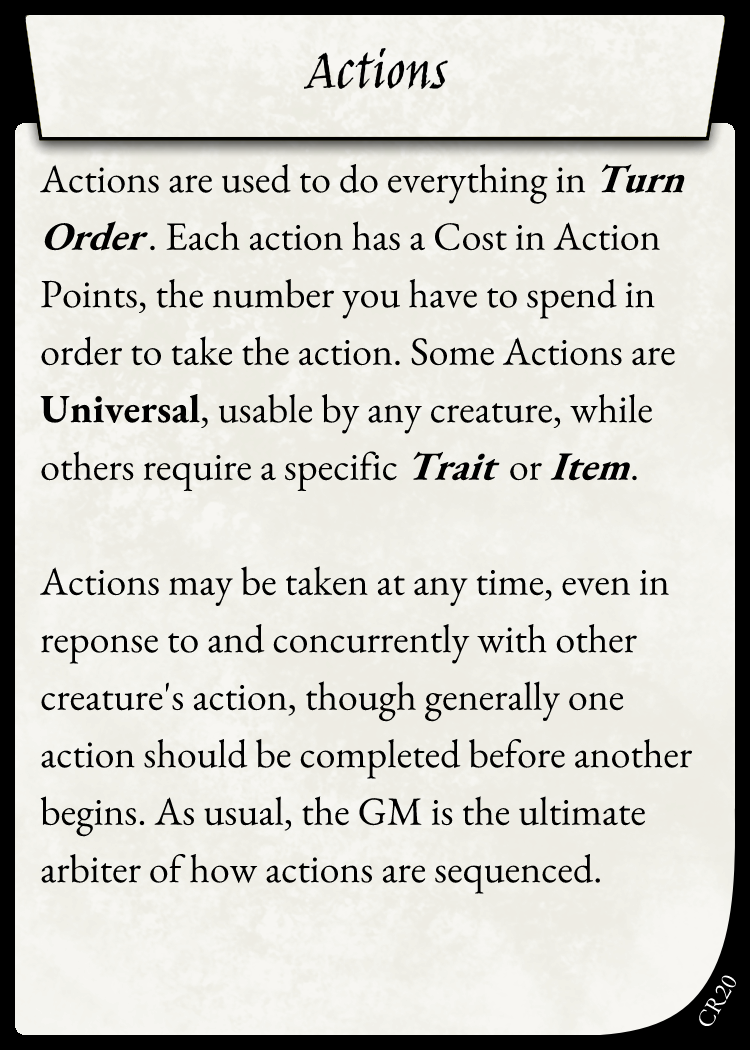 Actions
Actions are used to do everything in Turn
Order. Each action has a Cost in Action
Points, the number you have to spend in
order to take the action. Some Actions are
Universal, usable by any creature, while
others require a specific Trait or Item.
Actions may be taken at any time, even in
reponse to and concurrently with other
creature's action, though generally one
action should be completed before another
begins. As usual, the GM is the ultimate
arbiter of how actions are sequenced.
CR20